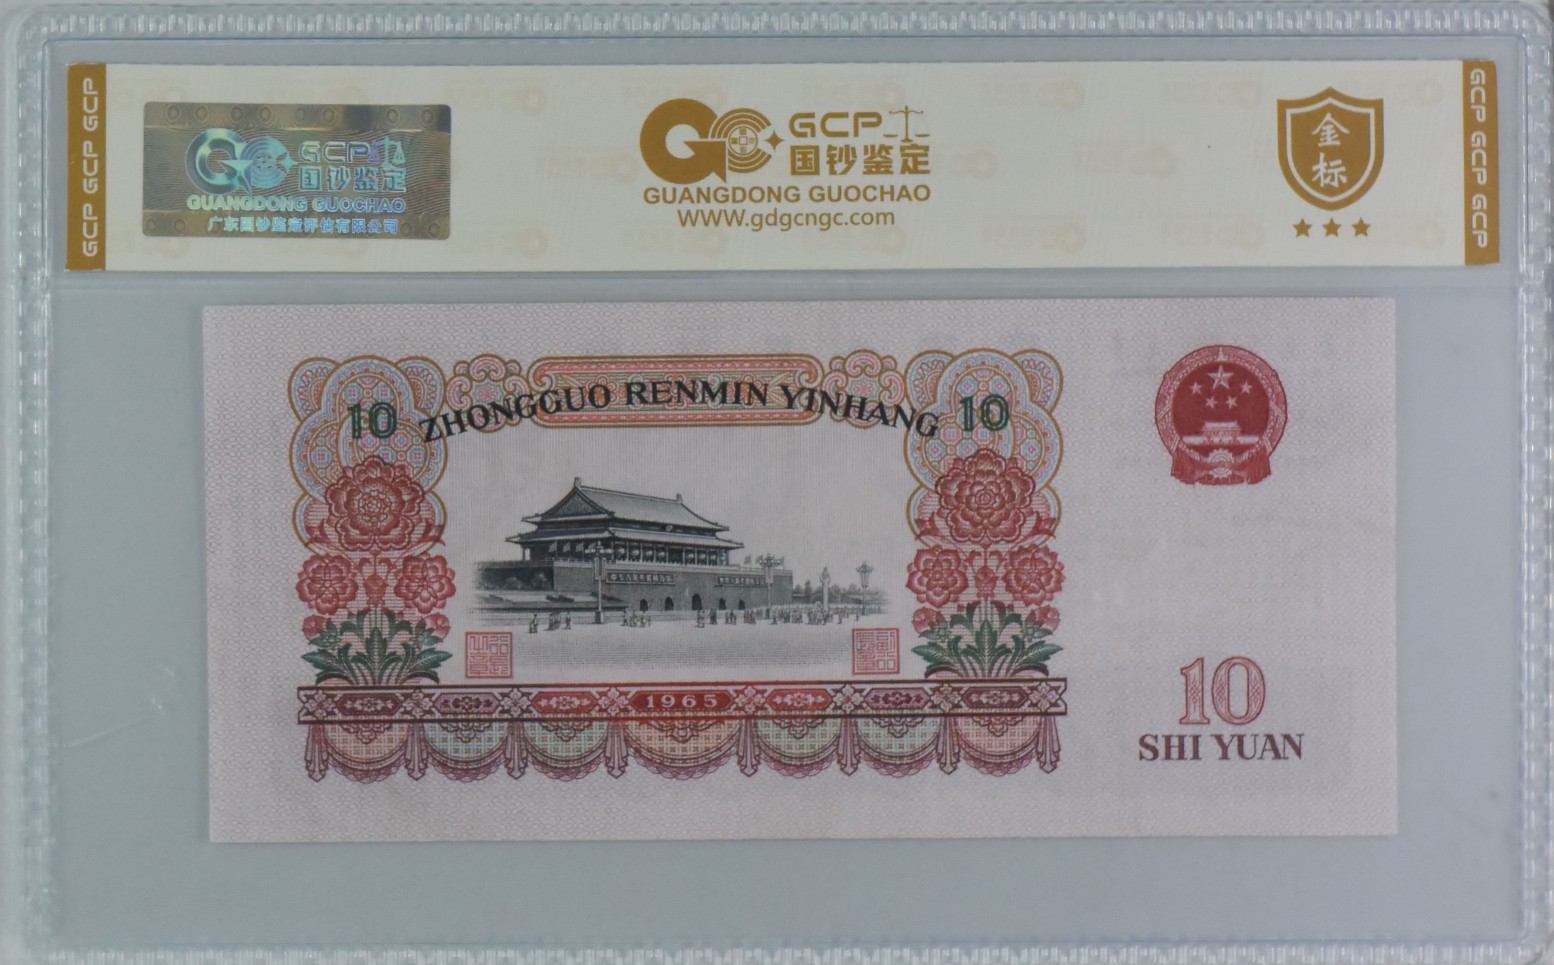 GCP GCP GCP
GCP 国钞鉴定
GUANGDONG GUOCHAO
广东国钞鉴定评估有限公司
GCP
国钞鉴定
GUANGDONG GUOCHAO
WWW.gdgcngc.com
金标
GCP GCP GCP
10 ZHONGGUO RENMIN YINHANG 10
1965
10
SHI YUAN